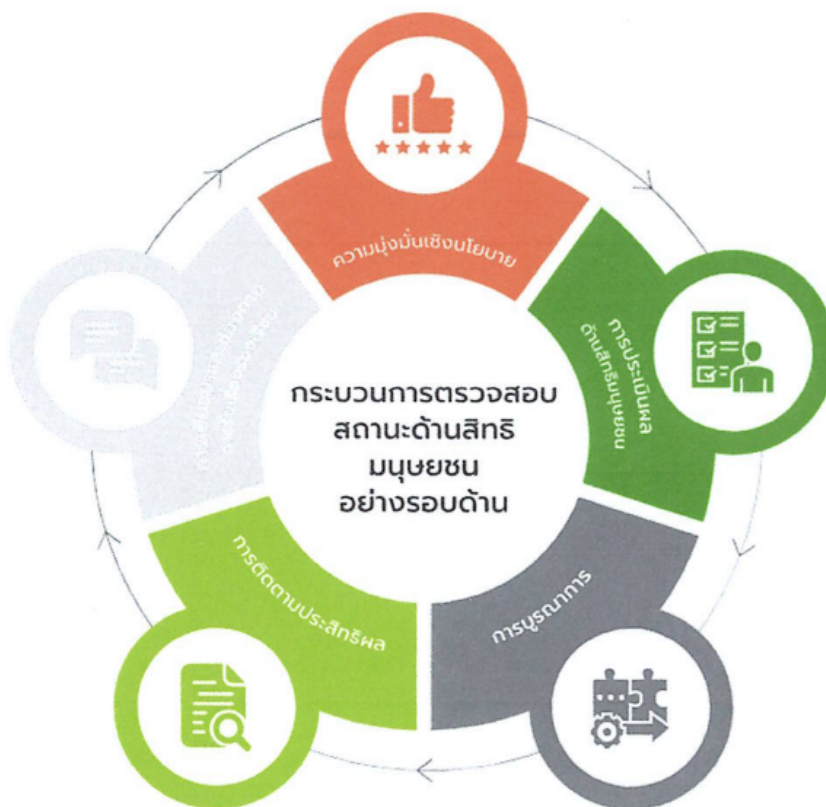 ความมุ่งมั่นเชิงนโยบาย
การประเมินผล
ด้านสิทธิมนุษยชน
กระบวนการตรวจสอบ
สถานะด้านสิทธิ
มนุษยชน
อย่างรอบด้าน
การบูรณาการ
การติดตามประสิทธิผล